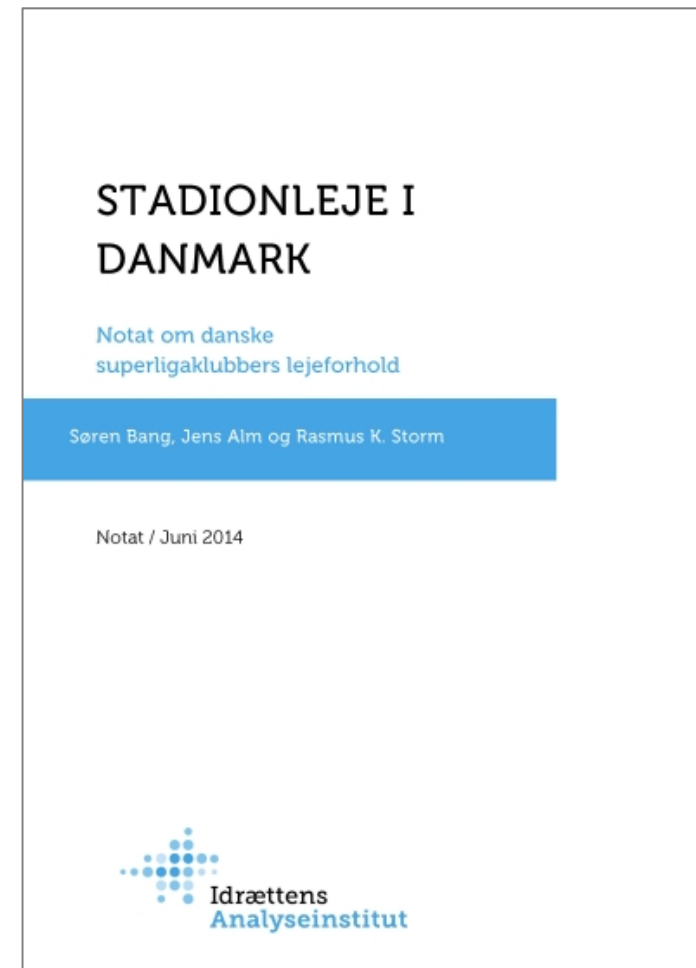 STADIONLEJE I
DANMARK
Notat om danske
superligaklubbers lejeforhold
Søren Bang, Jens Alm og Rasmus K. Storm
Notat / Juni 2014
Idrættens
Analyseinstitut